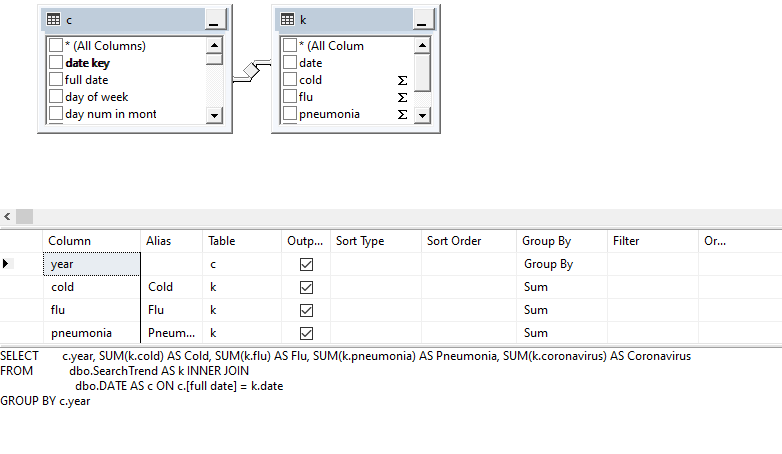 c
* (All Columns)
date key
full date
day of week
day num in mont
k
* (All Colum
date
cold Σ
flu Σ
pneumonia Σ
Column Alias Table Outp... Sort Type Sort Order Group By Filter Or...
year c Group By
cold Cold k Sum
flu Flu k Sum
pneumonia Pneum... k Sum
SELECT c.year, SUM(k.cold) AS Cold, SUM(k.flu) AS Flu, SUM(k.pneumonia) AS Pneumonia, SUM(k.coronavirus) AS Coronavirus
FROM dbo.SearchTrend AS k INNER JOIN
dbo.DATE AS c ON c.[full date] = k.date
GROUP BY c.year